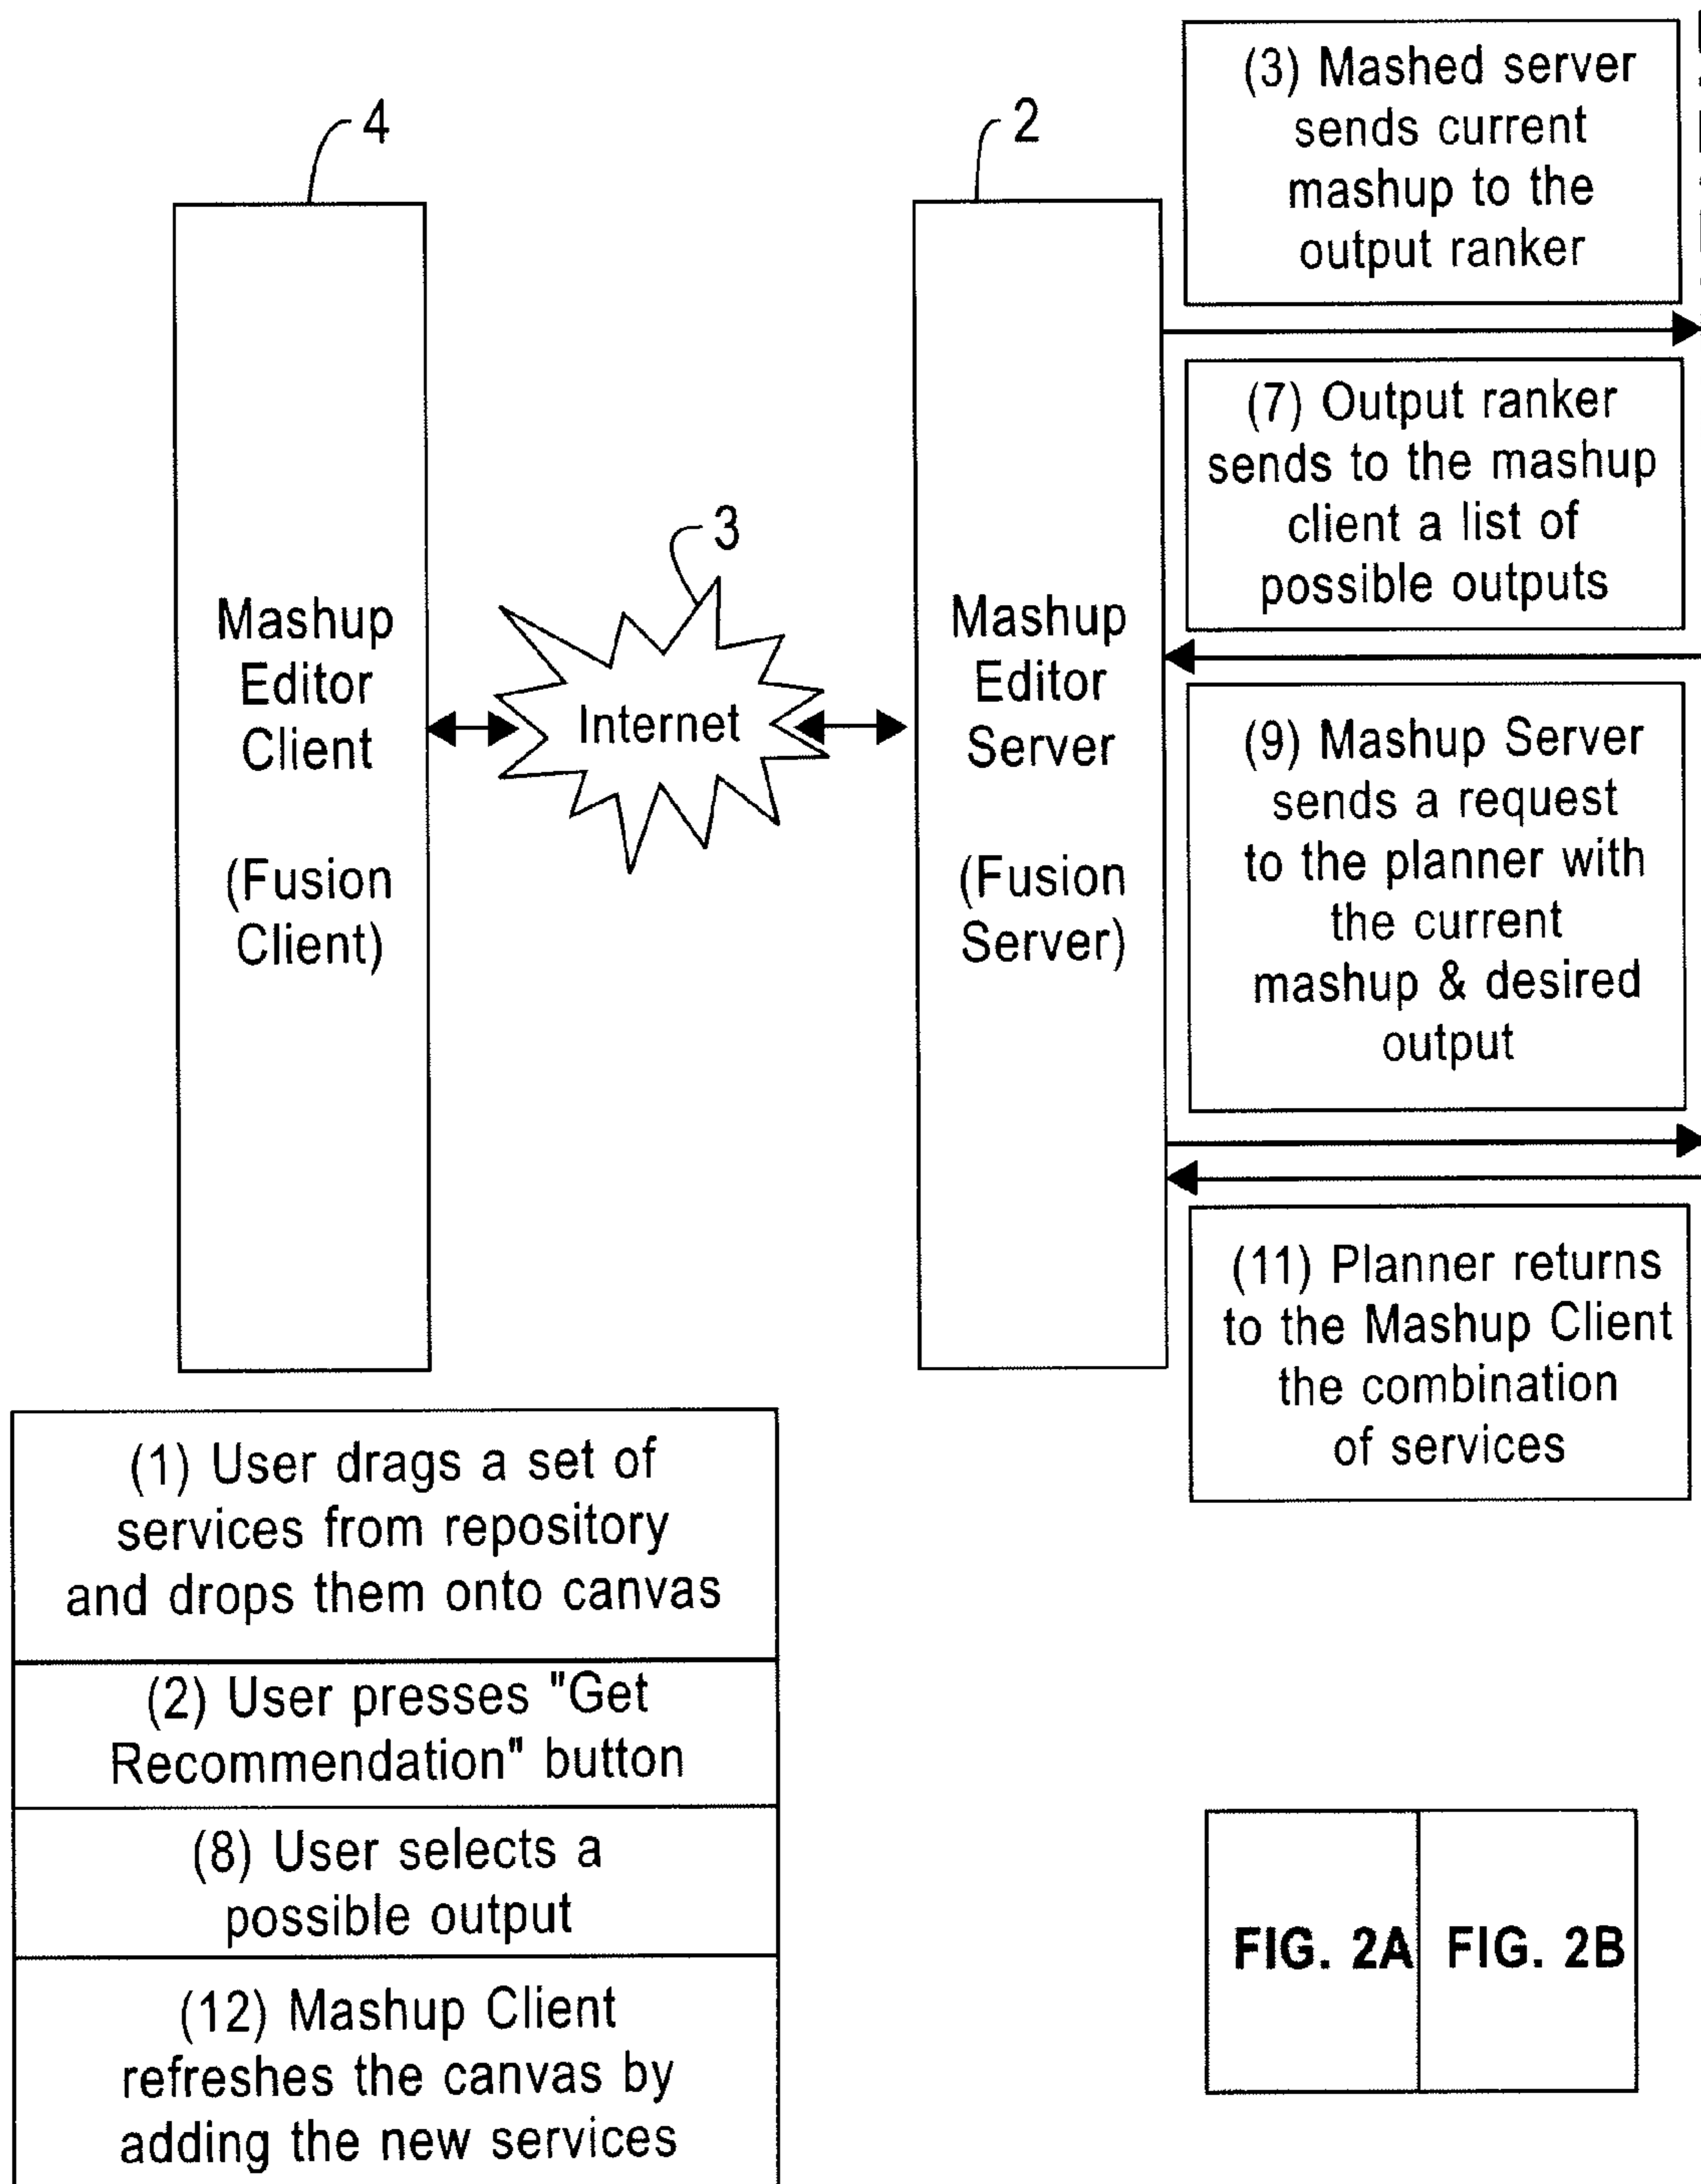 4
Mashup
Editor
Client
(Fusion
Client)
3
Internet
2
Mashup
Editor
Server
(Fusion
Server)
(3) Mashed server
sends current
mashup to the
output ranker
(7) Output ranker
sends to the mashup
client a list of
possible outputs
(9) Mashup Server
sends a request
to the planner with
the current
mashup & desired
output
(11) Planner returns
to the Mashup Client
the combination
of services
(1) User drags a set of
services from repository
and drops them onto canvas
(2) User presses "Get
Recommendation" button
(8) User selects a
possible output
(12) Mashup Client
refreshes the canvas by
adding the new services
FIG. 2A FIG. 2B